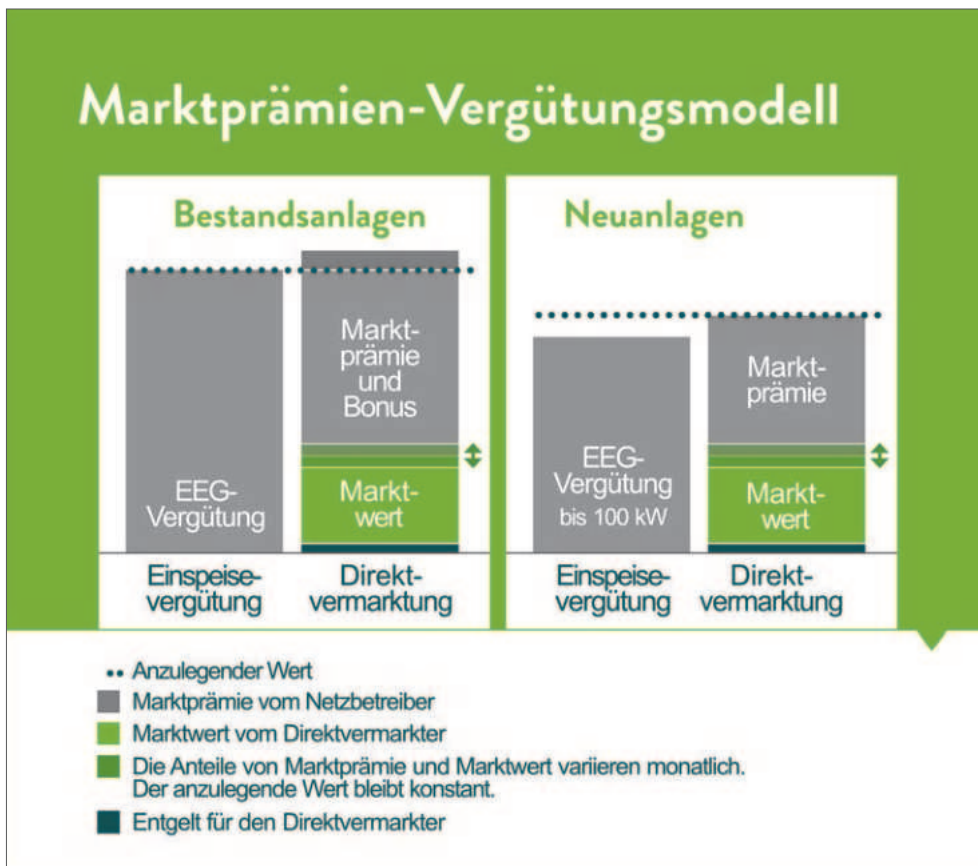 Marktprämien-Vergütungsmodell
Bestandsanlagen
Markt-
prämie
und
Bonus
EEG-
Vergütung
Markt-
wert
Einspeise-
vergütung
Direkt-
vermarktung
Neuanlagen
Markt-
prämie
EEG-
Vergütung
bis 100 kW
Markt-
wert
Einspeise-
vergütung
Direkt-
vermarktung
Anzulegender Wert
Marktprämie vom Netzbetreiber
Marktwert vom Direktvermarkter
Die Anteile von Marktprämie und Marktwert variieren monatlich.
Der anzulegende Wert bleibt konstant.
Entgelt für den Direktvermarkter